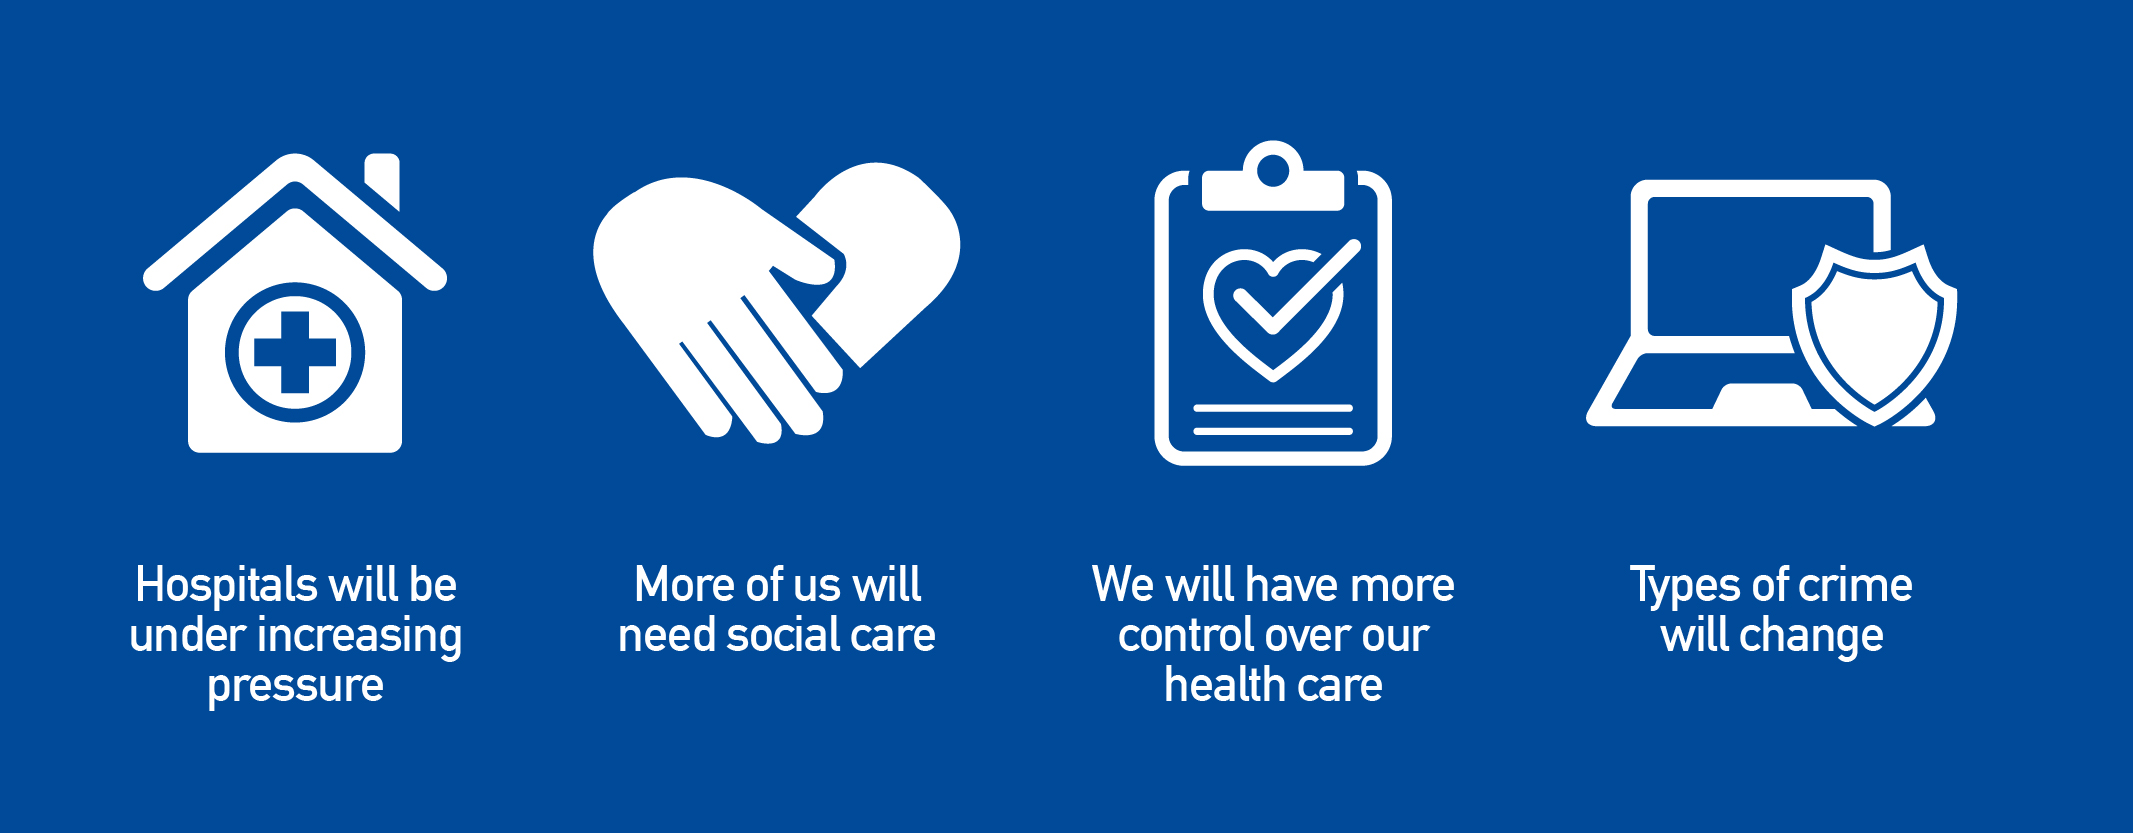 Hospitals will be
under increasing
pressure
More of us will
need social care
We will have more
control over our
health care
Types of crime
will change